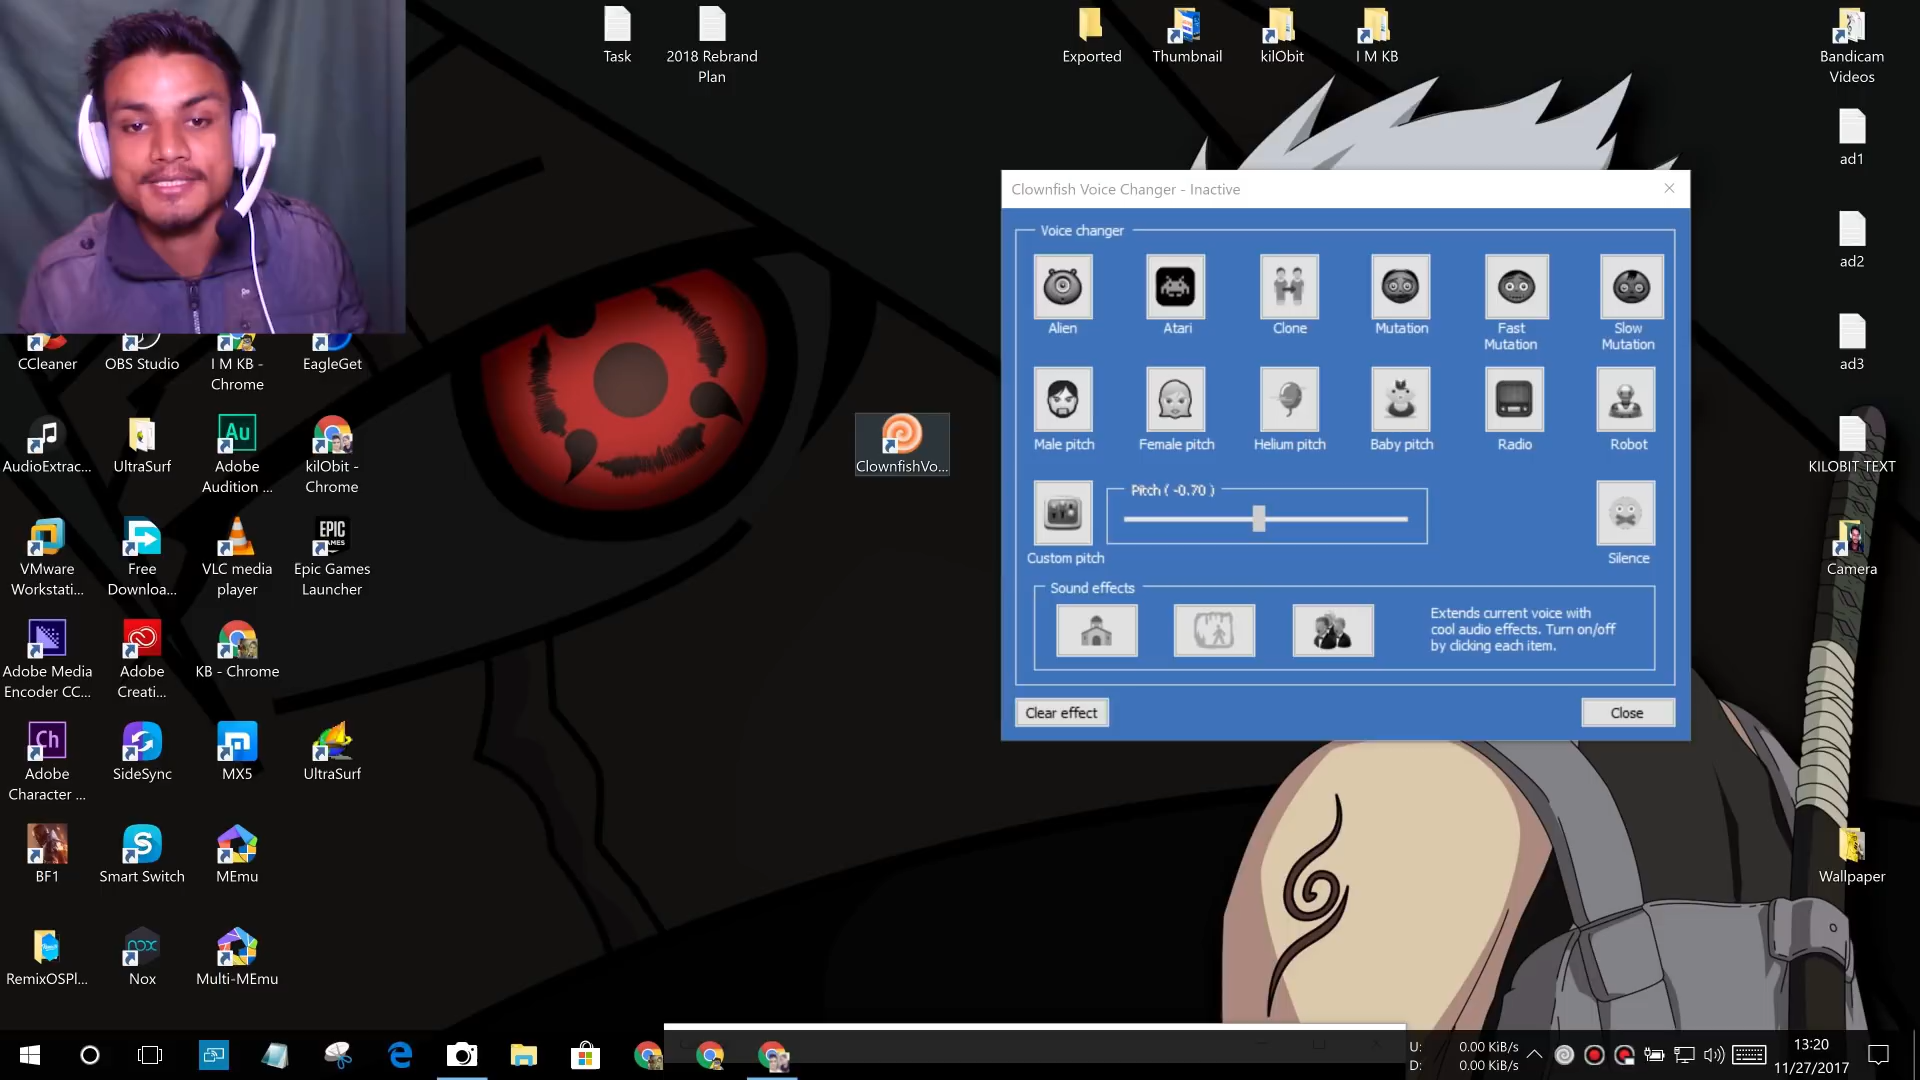 Task
2018 Rebrand
Plan
Exported
Thumbnail
kilObit
I M KB
Bandicam
Videos
ad1
ad2
ad3
KILOBIT TEXT
Camera
Wallpaper
CCleaner
OBS Studio
I M KB -
Chrome
EagleGet
AudioExtrac...
UltraSurf
Au
Adobe
Audition ...
kilObit -
Chrome
VMware
Workstati...
Free
Downloa...
VLC media
player
EPIC
GAMES
Epic Games
Launcher
Adobe Media
Encoder CC...
Adobe
Creati...
KB - Chrome
Ch
Adobe
Character ...
SideSync
MX5
UltraSurf
BF1
S
Smart Switch
MEmu
RemixOSPl...
nox
Nox
Multi-MEmu
ClownfishVo...
Clownfish Voice Changer - Inactive
Voice changer
Alien
Atari
Clone
Mutation
Fast
Mutation
Slow
Mutation
Male pitch
Female pitch
Helium pitch
Baby pitch
Radio
Robot
Custom pitch
Pitch ( -0.70 )
Silence
Sound effects
Extends current voice with
cool audio effects. Turn on/off
by clicking each item.
Clear effect
Close
U: 0.00 KiB/s
D: 0.00 KiB/s
13:20
11/27/2017